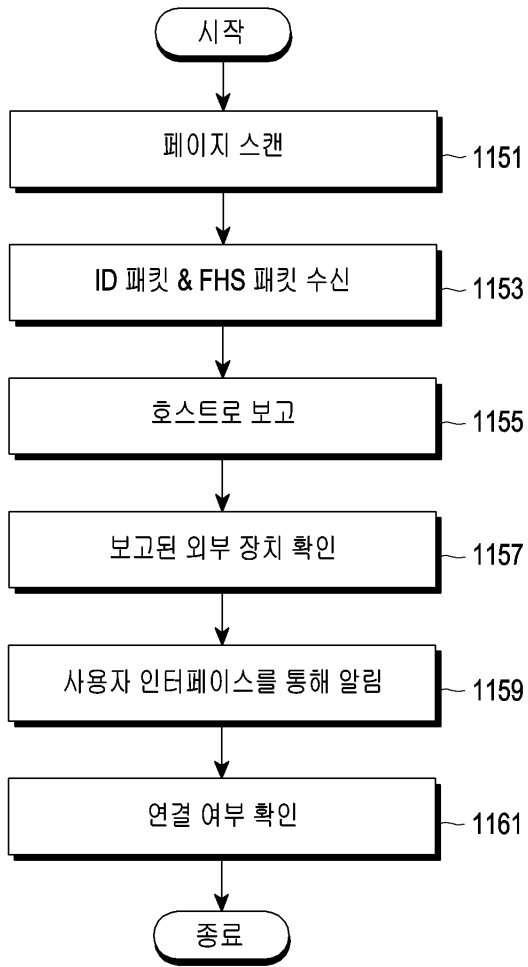 시작
페이지 스캔
1151
ID 패킷 & FHS 패킷 수신
1153
호스트로 보고
1155
보고된 외부 장치 확인
1157
사용자 인터페이스를 통해 알림
1159
연결 여부 확인
1161
종료